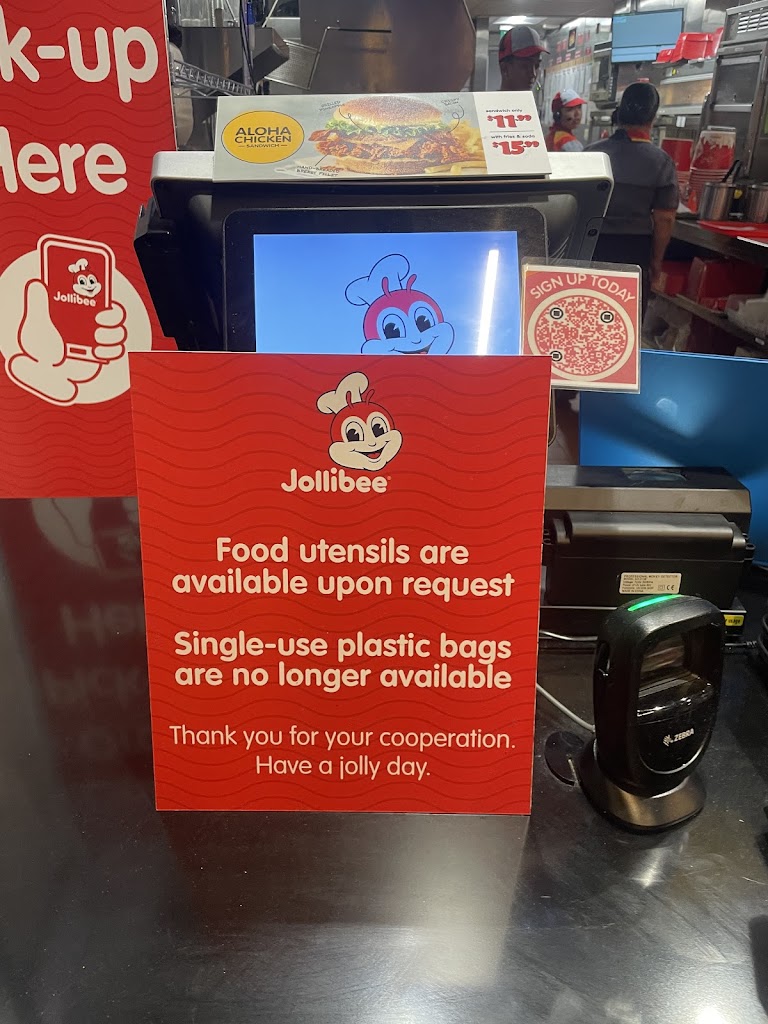 k-up
Here
Jollibee
ALOHA
CHICKEN
SANDWICH
sandwich only
$11.99
with fries & soda
$15.99
SIGN UP TODAY
Jollibee
Food utensils are
available upon request
Single-use plastic bags
are no longer available
Thank you for your cooperation.
Have a jolly day.
ZEBRA